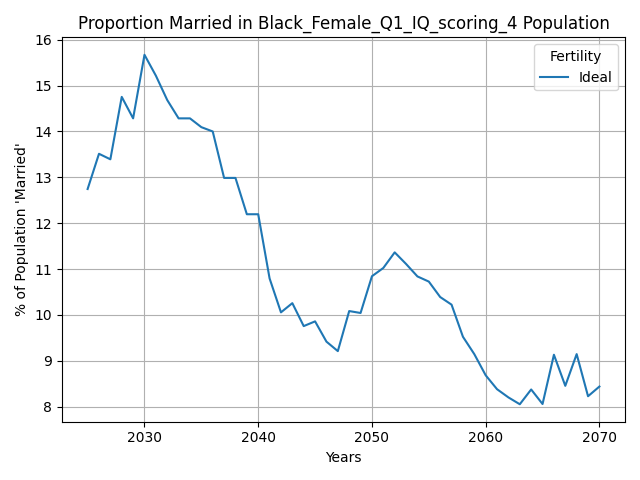 Proportion Married in Black_Female_Q1_IQ_scoring_4 Population
Fertility
Ideal
% of Population 'Married'
16
15
14
13
12
11
10
9
8
2030 2040 2050 2060 2070
Years